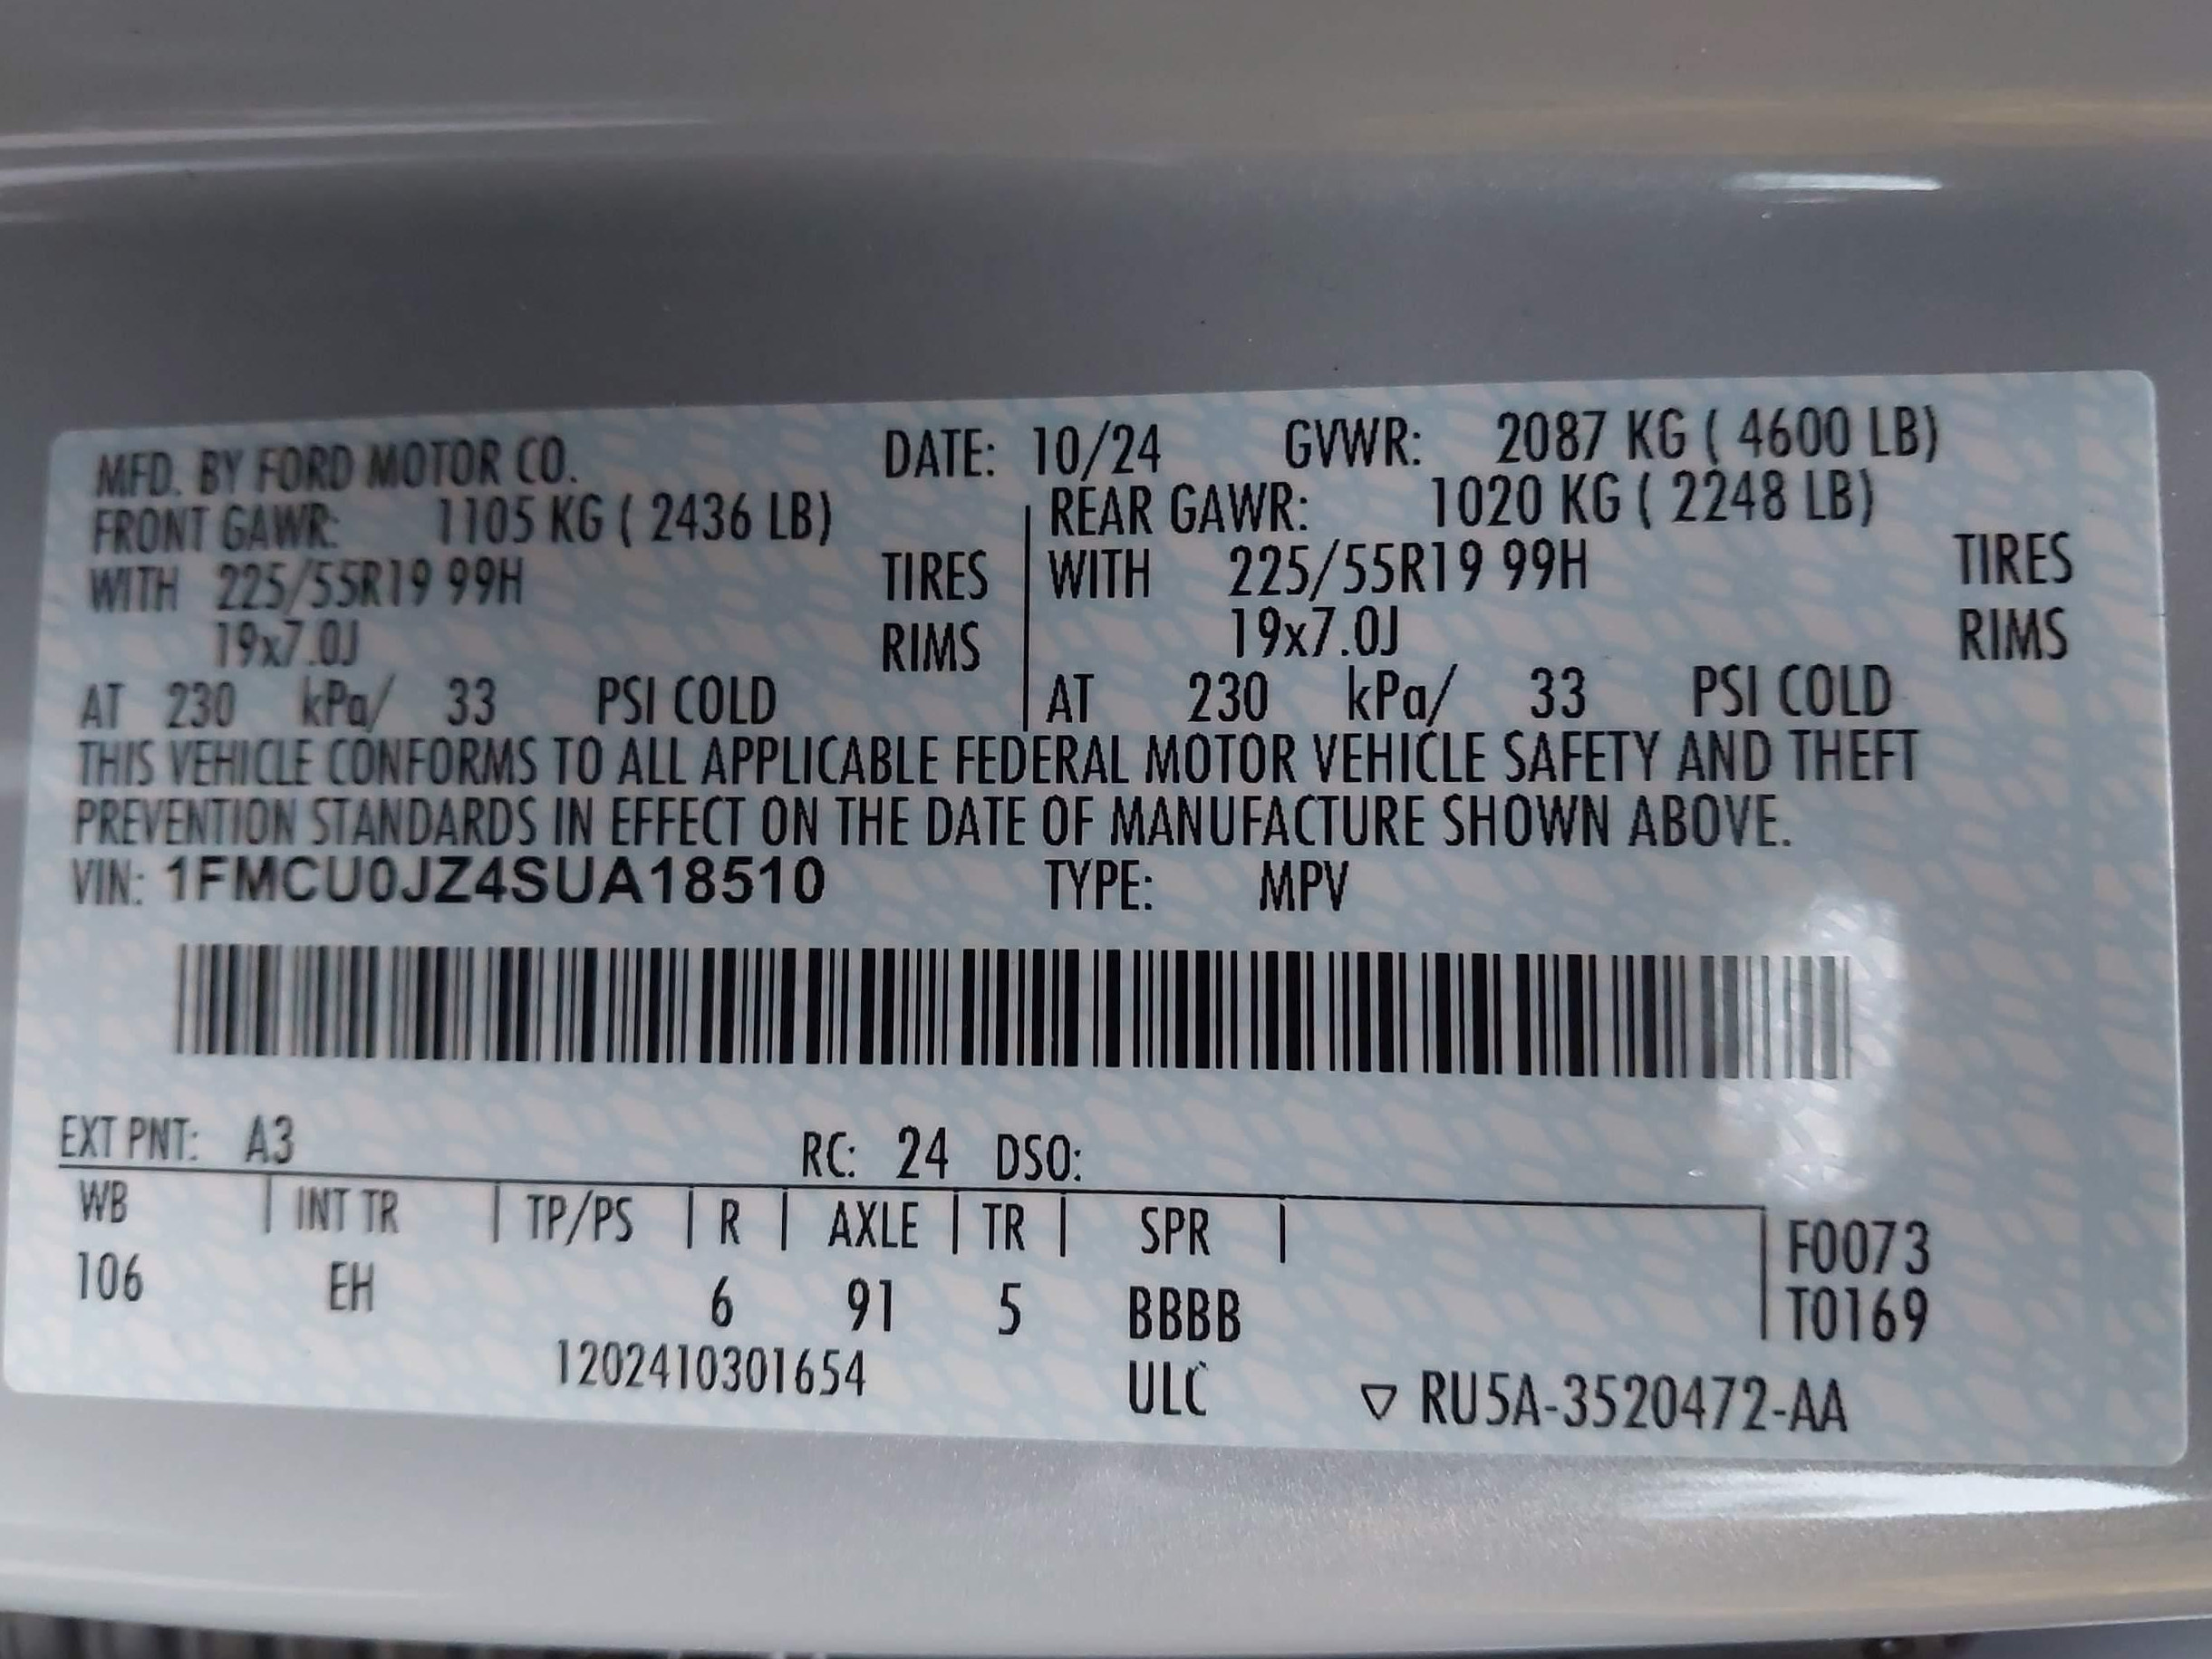 MFD. BY FORD MOTOR CO. DATE: 10/24 GVWR: 2087 KG ( 4600 LB)
FRONT GAWR: 1105 KG ( 2436 LB) REAR GAWR: 1020 KG ( 2248 LB)
WITH 225/55R19 99H TIRES WITH 225/55R19 99H TIRES
19x7.0J RIMS 19x7.0J RIMS
AT 230 kPa/ 33 PSI COLD AT 230 kPa/ 33 PSI COLD
THIS VEHICLE CONFORMS TO ALL APPLICABLE FEDERAL MOTOR VEHICLE SAFETY AND THEFT
PREVENTION STANDARDS IN EFFECT ON THE DATE OF MANUFACTURE SHOWN ABOVE.
VIN: 1FMCU0JZ4SUA18510 TYPE: MPV
EXT PNT: A3 RC: 24 DSO:
WB | INT TR | TP/PS | R | AXLE | TR | SPR | F0073
106 EH 6 91 5 BBBB T0169
1202410301654 ULC ▽ RU5A-3520472-AA